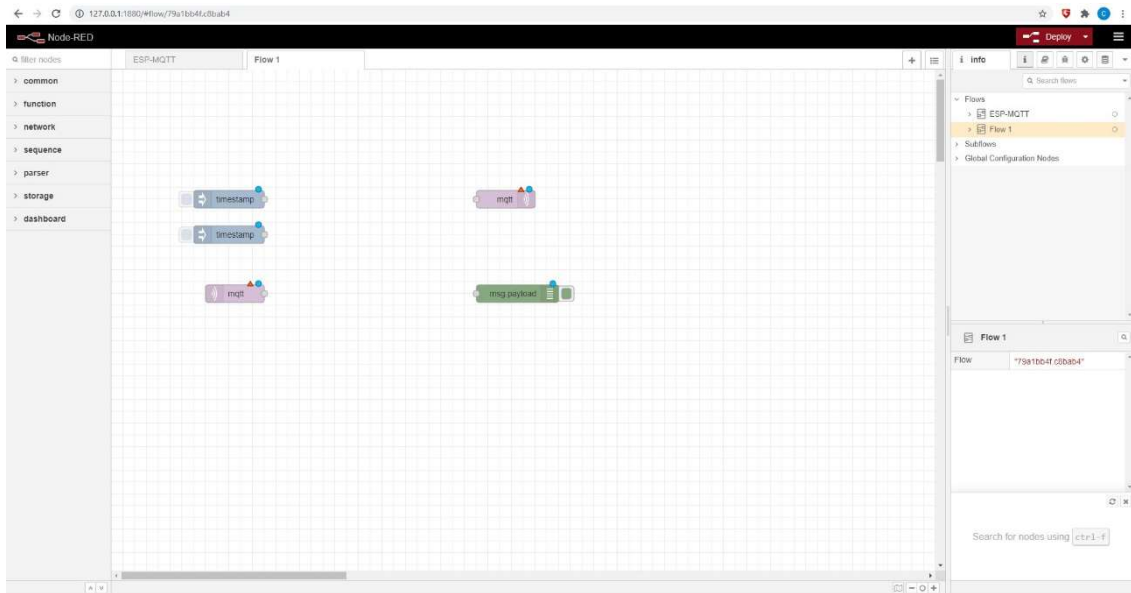 127.0.0.1:1880/#flow/79a1bb4f.c6bab4
Node-RED
Deploy
filter nodes
ESP-MQTT
Flow 1
i info
common
function
network
sequence
parser
storage
dashboard
timestamp
timestamp
mqtt
mqtt
msg.payload
Search flows
Flows
ESP-MQTT
Flow 1
Subflows
Global Configuration Nodes
Flow 1
Flow "79a1bb4f.c6bab4"
Search for nodes using ctrl-f